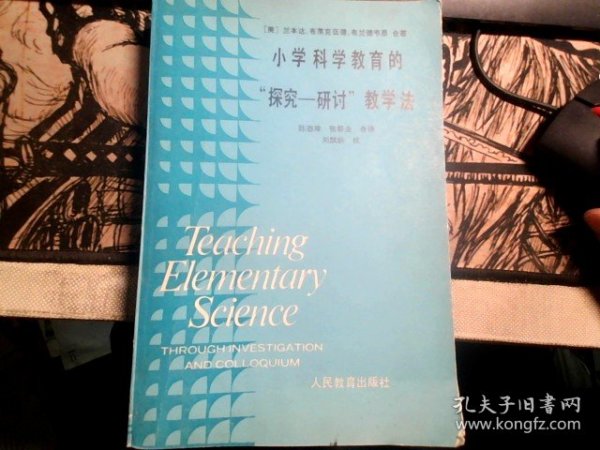 [美] 兰本达, 布莱克伍德, 布兰德韦恩 合著
小学科学教育的
“探究—研讨”教学法
陈德彰 张泰金 合译
刘默耕 校
Teaching
Elementary
Science
THROUGH INVESTIGATION
AND COLLOQUIUM
人民教育出版社
孔夫子旧书网
www.kongfz.com